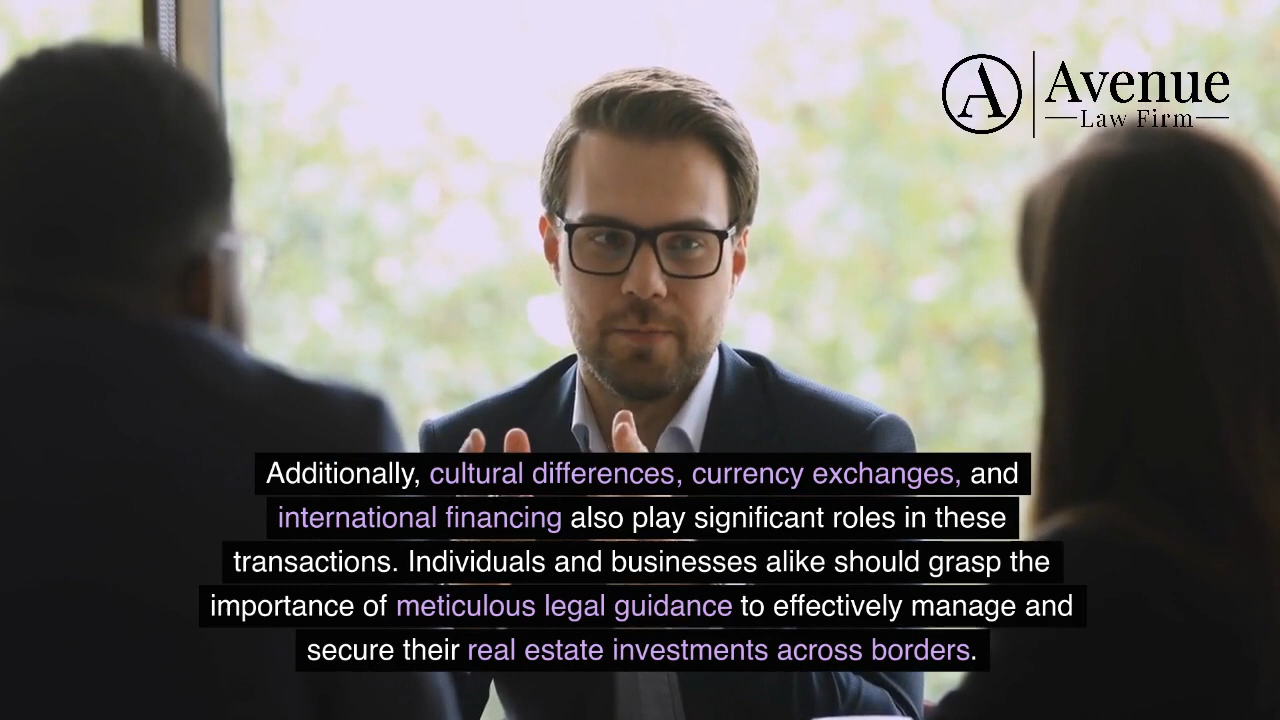 A
Avenue
Law Firm
Additionally, cultural differences, currency exchanges, and
international financing also play significant roles in these
transactions. Individuals and businesses alike should grasp the
importance of meticulous legal guidance to effectively manage and
secure their real estate investments across borders.